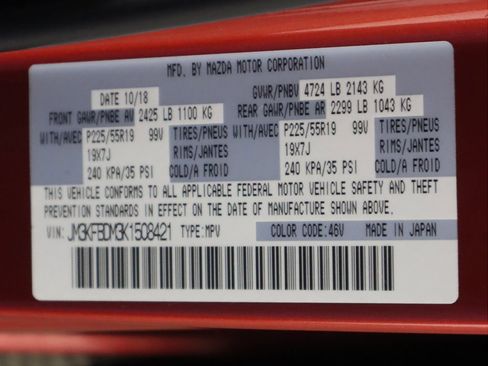 MFD. BY MAZDA MOTOR CORPORATION
DATE 10/18 GVWR/PNBV 4724 LB 2143 KG
FRONT GAWR/PNBE AV 2425 LB 1100 KG REAR GAWR/PNBE AR 2299 LB 1043 KG
WITH/AVEC P225/55R19 99V TIRES/PNEUS WITH/AVEC P225/55R19 99V TIRES/PNEUS
19X7J RIMS/JANTES 19X7J RIMS/JANTES
240 KPA/35 PSI COLD/A FROID 240 KPA/35 PSI COLD/A FROID
THIS VEHICLE CONFORMS TO ALL APPLICABLE FEDERAL MOTOR VEHICLE SAFETY AND THEFT
PREVENTION STANDARDS IN EFFECT ON THE DATE OF MANUFACTURE SHOWN ABOVE.
VIN: JM3KFBDM3K1508421 TYPE: MPV COLOR CODE: 46V MADE IN JAPAN